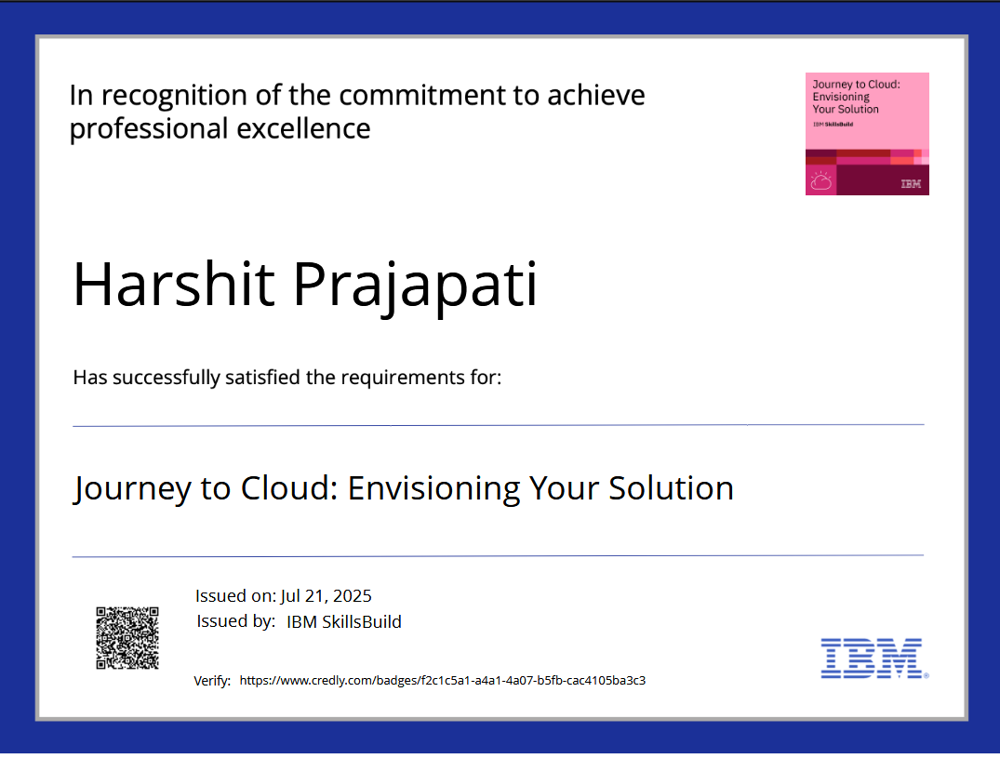 In recognition of the commitment to achieve
professional excellence
Journey to Cloud:
Envisioning
Your Solution
IBM SkillsBuild
IBM
Harshit Prajapati
Has successfully satisfied the requirements for:
Journey to Cloud: Envisioning Your Solution
Issued on: Jul 21, 2025
Issued by: IBM SkillsBuild
Verify: https://www.credly.com/badges/f2c1c5a1-a4a1-4a07-b5fb-cac4105ba3c3
IBM®